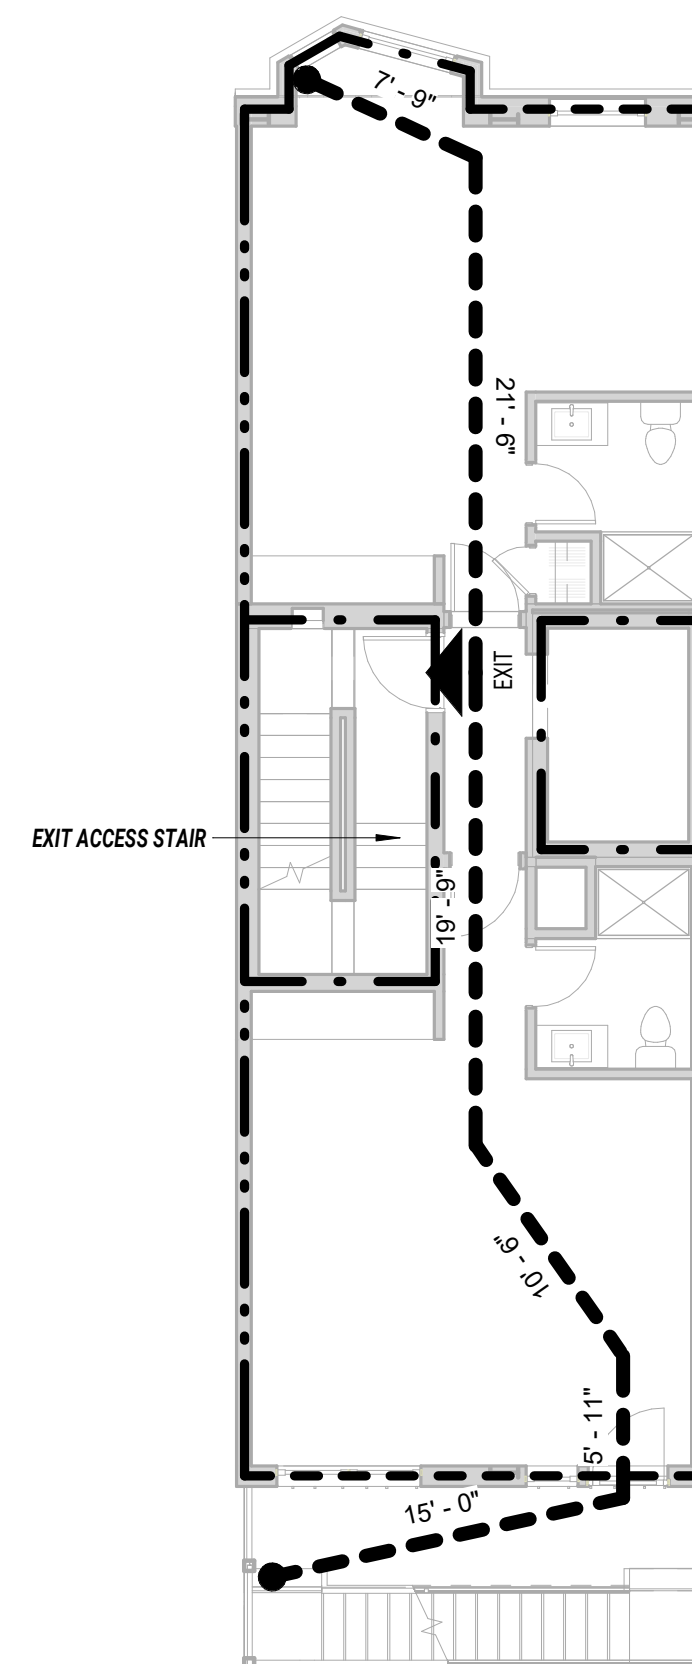 7' - 9"
21' - 6"
EXIT
EXIT ACCESS STAIR
19' - 9"
10' - 6"
5' - 11"
15' - 0"